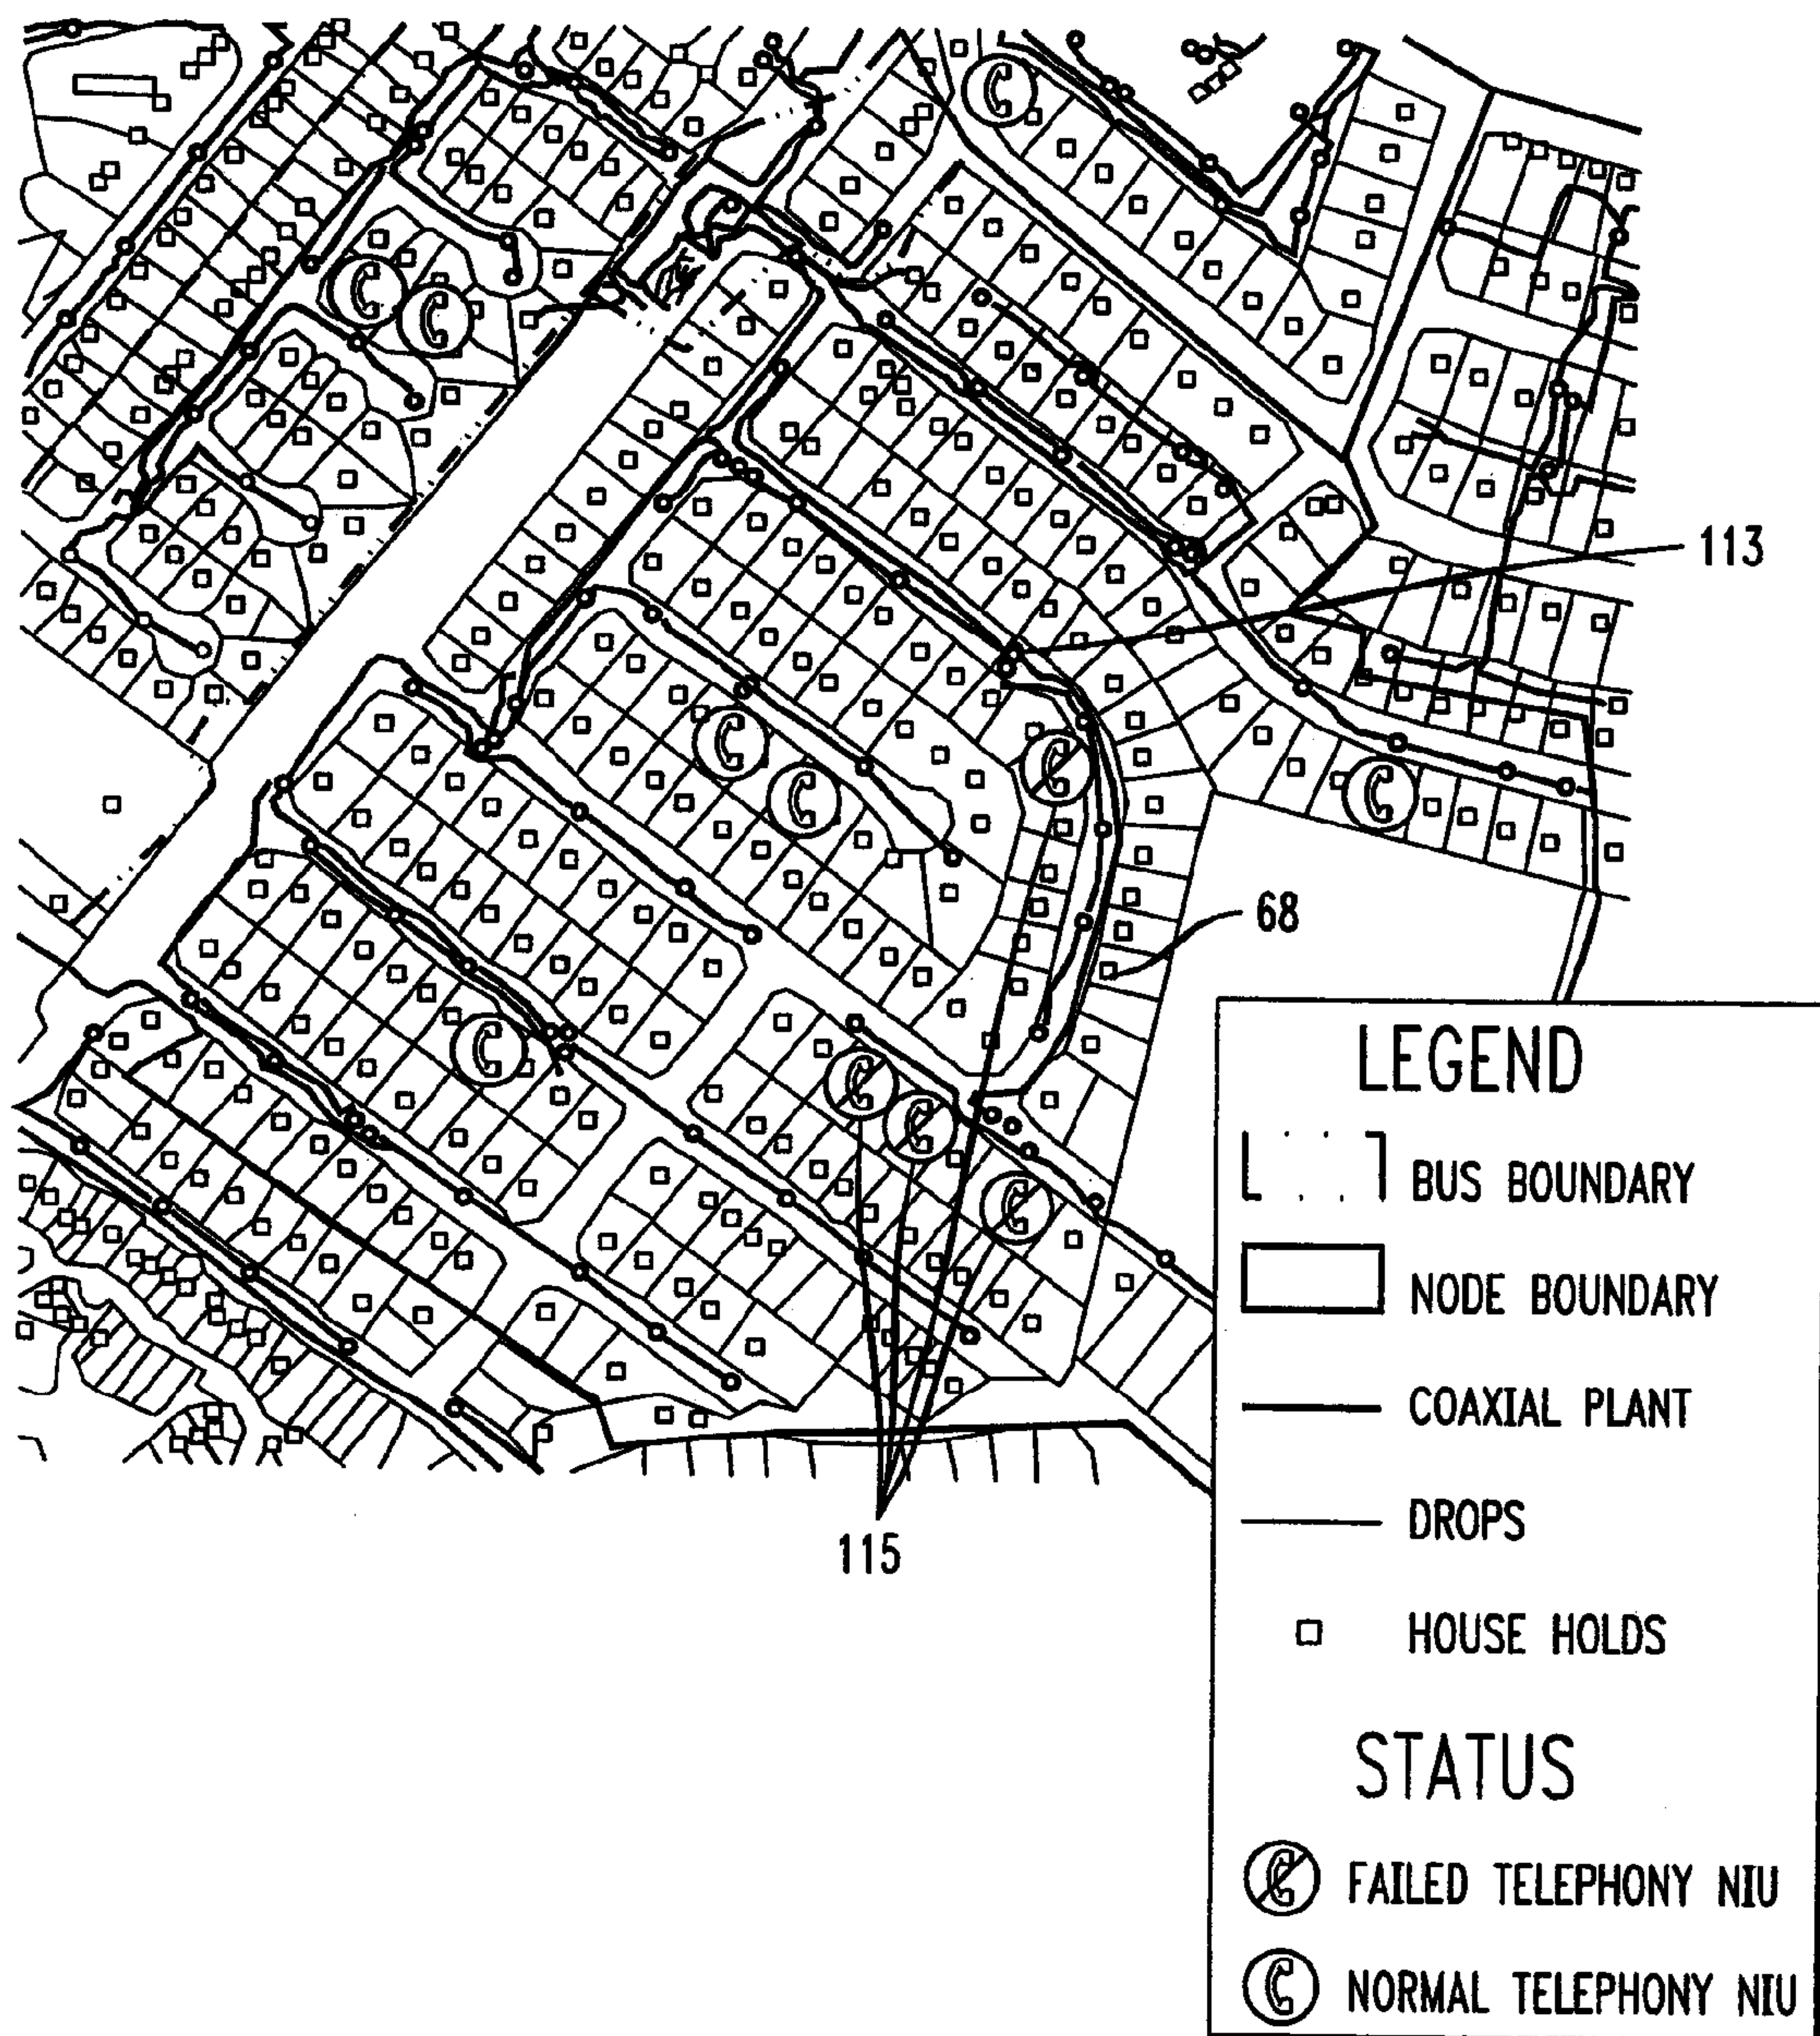 113
68
115
LEGEND
BUS BOUNDARY
NODE BOUNDARY
COAXIAL PLANT
DROPS
HOUSE HOLDS
STATUS
FAILED TELEPHONY NIU
NORMAL TELEPHONY NIU